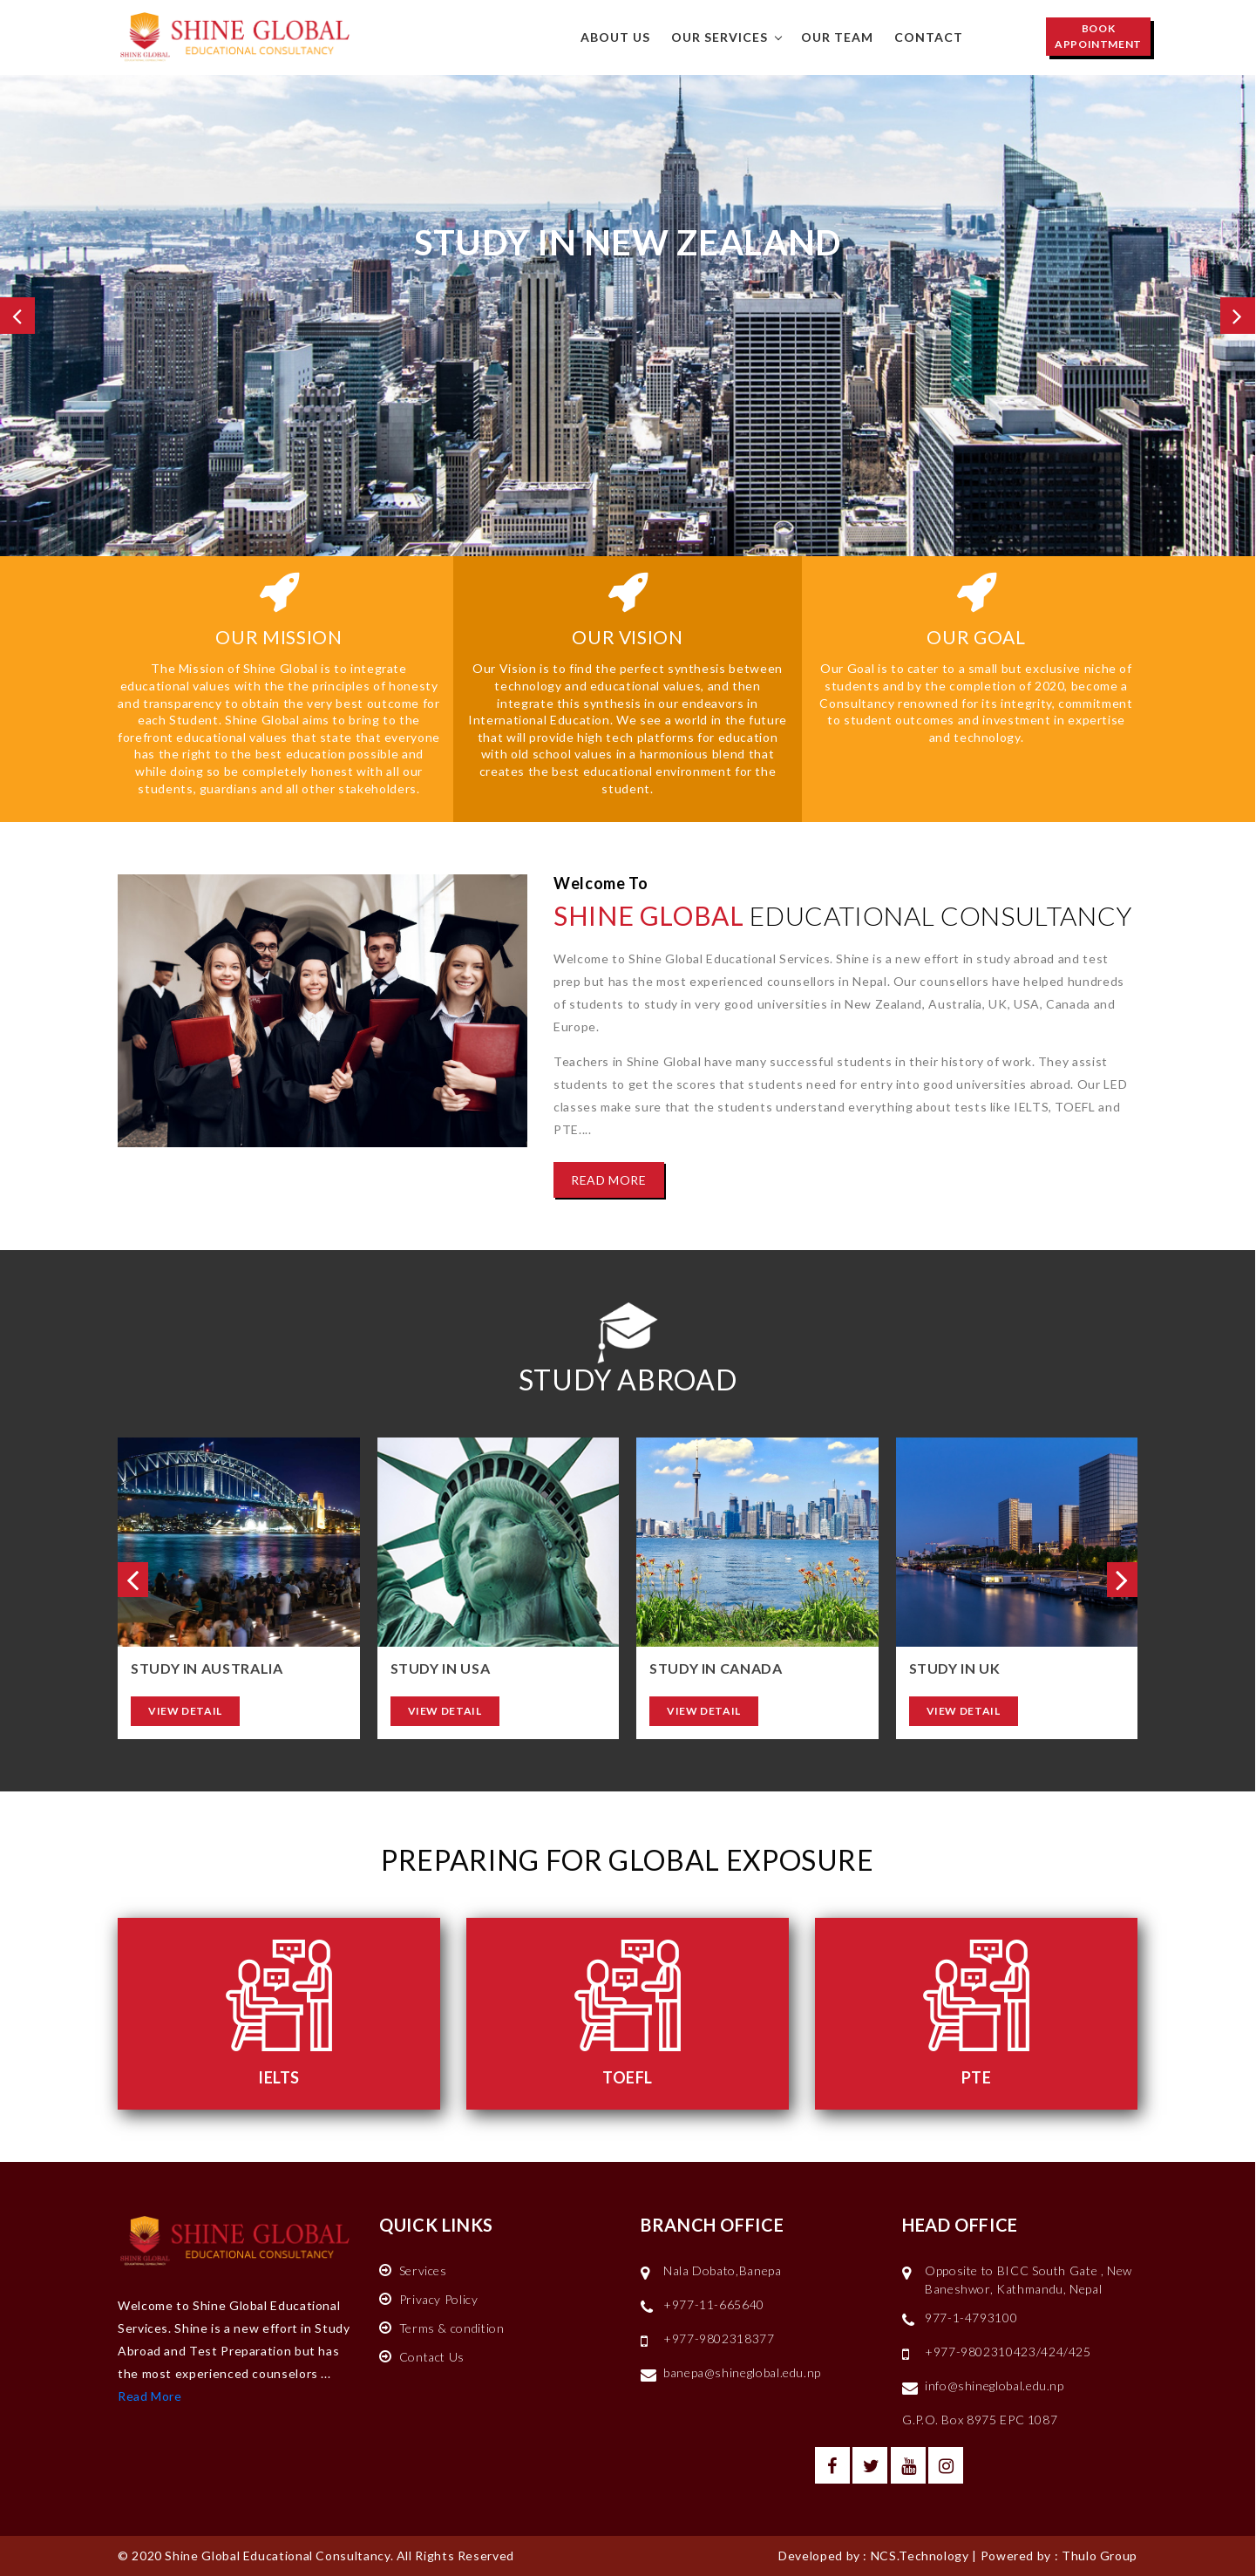 SHINE GLOBAL
EDUCATIONAL CONSULTANCY
SHINE GLOBAL
ABOUT US
OUR SERVICES
OUR TEAM
CONTACT
BOOK
APPOINTMENT
STUDY IN NEW ZEALAND
OUR MISSION
The Mission of Shine Global is to integrate
educational values with the the principles of honesty
and transparency to obtain the very best outcome for
each Student. Shine Global aims to bring to the
forefront educational values that state that everyone
has the right to the best education possible and
while doing so be completely honest with all our
students, guardians and all other stakeholders.
OUR VISION
Our Vision is to find the perfect synthesis between
technology and educational values, and then
integrate this synthesis in our endeavors in
International Education. We see a world in the future
that will provide high tech platforms for education
with old school values in a harmonious blend that
creates the best educational environment for the
student.
OUR GOAL
Our Goal is to cater to a small but exclusive niche of
students and by the completion of 2020, become a
Consultancy renowned for its integrity, commitment
to student outcomes and investment in expertise
and technology.
Welcome To
SHINE GLOBAL EDUCATIONAL CONSULTANCY
Welcome to Shine Global Educational Services. Shine is a new effort in study abroad and test
prep but has the most experienced counsellors in Nepal. Our counsellors have helped hundreds
of students to study in very good universities in New Zealand, Australia, UK, USA, Canada and
Europe.
Teachers in Shine Global have many successful students in their history of work. They assist
students to get the scores that students need for entry into good universities abroad. Our LED
classes make sure that the students understand everything about tests like IELTS, TOEFL and
PTE....
READ MORE
STUDY ABROAD
STUDY IN AUSTRALIA
VIEW DETAIL
STUDY IN USA
VIEW DETAIL
STUDY IN CANADA
VIEW DETAIL
STUDY IN UK
VIEW DETAIL
PREPARING FOR GLOBAL EXPOSURE
IELTS
TOEFL
PTE
SHINE GLOBAL
EDUCATIONAL CONSULTANCY
SHINE GLOBAL
Welcome to Shine Global Educational
Services. Shine is a new effort in Study
Abroad and Test Preparation but has
the most experienced counselors ...
Read More
QUICK LINKS
Services
Privacy Policy
Terms & condition
Contact Us
BRANCH OFFICE
Nala Dobato,Banepa
+977-11-665640
+977-9802318377
banepa@shineglobal.edu.np
HEAD OFFICE
Opposite to BICC South Gate , New
Baneshwor, Kathmandu, Nepal
977-1-4793100
+977-9802310423/424/425
info@shineglobal.edu.np
G.P.O. Box 8975 EPC 1087
You
Tube
© 2020 Shine Global Educational Consultancy. All Rights Reserved
Developed by : NCS.Technology | Powered by : Thulo Group